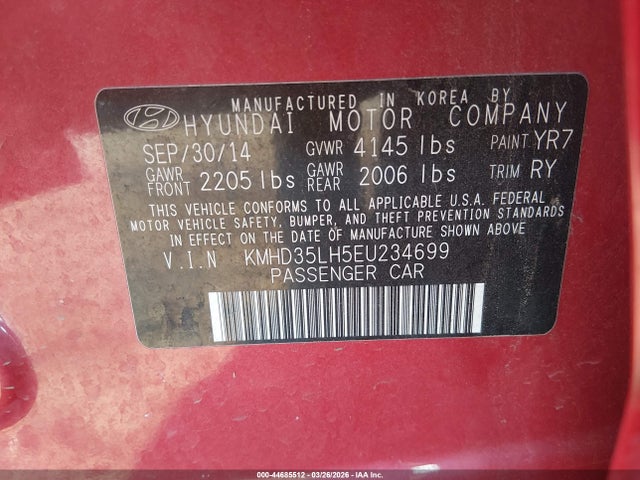 MANUFACTURED IN KOREA BY
HYUNDAI MOTOR COMPANY
SEP/30/14 GVWR 4145 lbs PAINT YR7
GAWR FRONT 2205 lbs GAWR REAR 2006 lbs TRIM RY
THIS VEHICLE CONFORMS TO ALL APPLICABLE U.S.A. FEDERAL
MOTOR VEHICLE SAFETY, BUMPER, AND THEFT PREVENTION STANDARDS
IN EFFECT ON THE DATE OF MANUFACTURE SHOWN ABOVE.
V.I.N KMHD35LH5EU234699
PASSENGER CAR
000-44685512 | 03/26/2026 | IAA Inc.